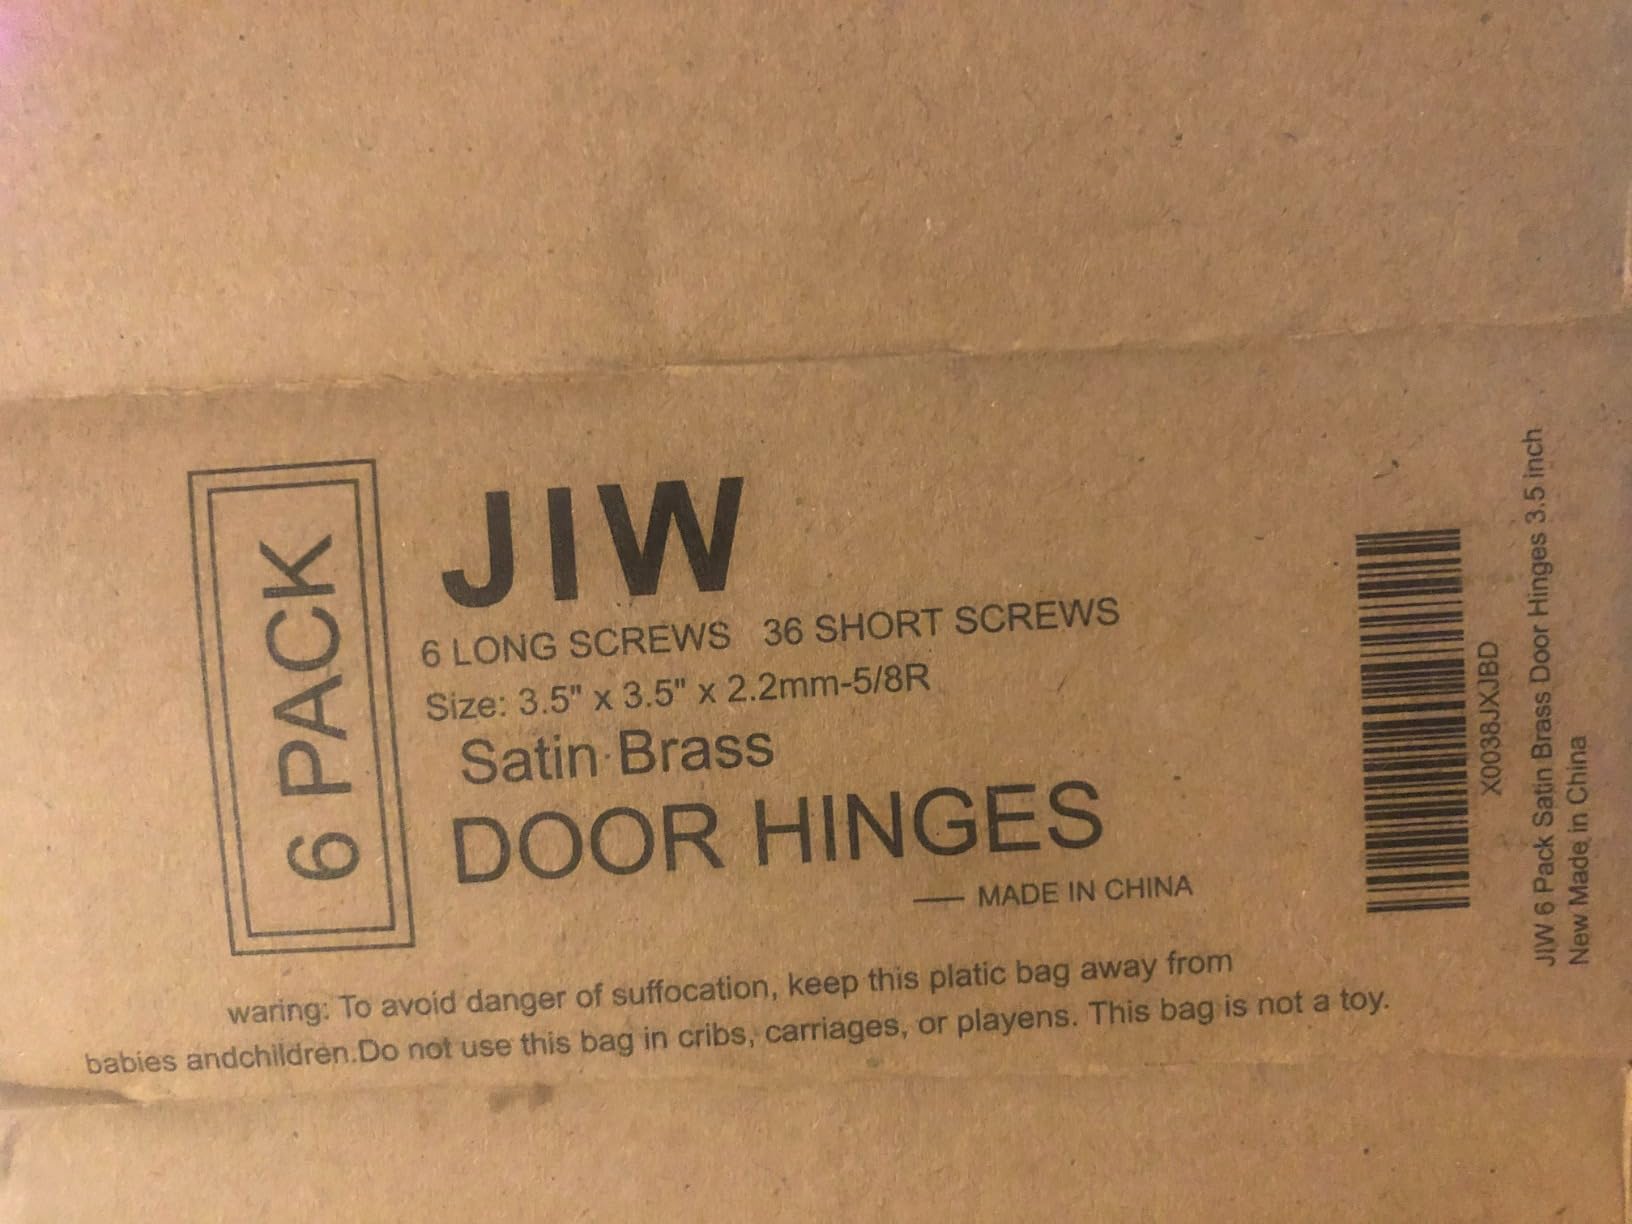 6 PACK
JIW
6 LONG SCREWS 36 SHORT SCREWS
Size: 3.5" x 3.5" x 2.2mm-5/8R
Satin Brass
DOOR HINGES
— MADE IN CHINA
waring: To avoid danger of suffocation, keep this platic bag away from
babies andchildren.Do not use this bag in cribs, carriages, or playens. This bag is not a toy.
X0038JXJBD
JIW 6 Pack Satin Brass Door Hinges 3.5 inch
New Made in China